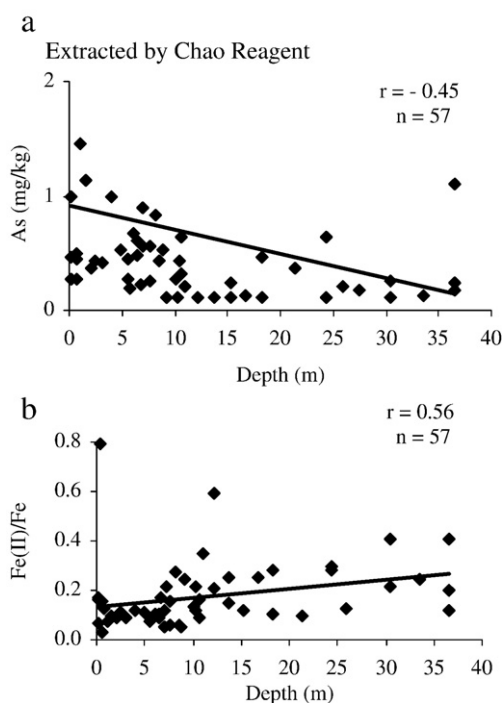 a
Extracted by Chao Reagent
r = - 0.45
n = 57
2
1
0
As (mg/kg)
0 5 10 15 20 25 30 35 40
Depth (m)
b
r = 0.56
n = 57
0.8
0.6
0.4
0.2
0.0
Fe(II)/Fe
0 5 10 15 20 25 30 35 40
Depth (m)